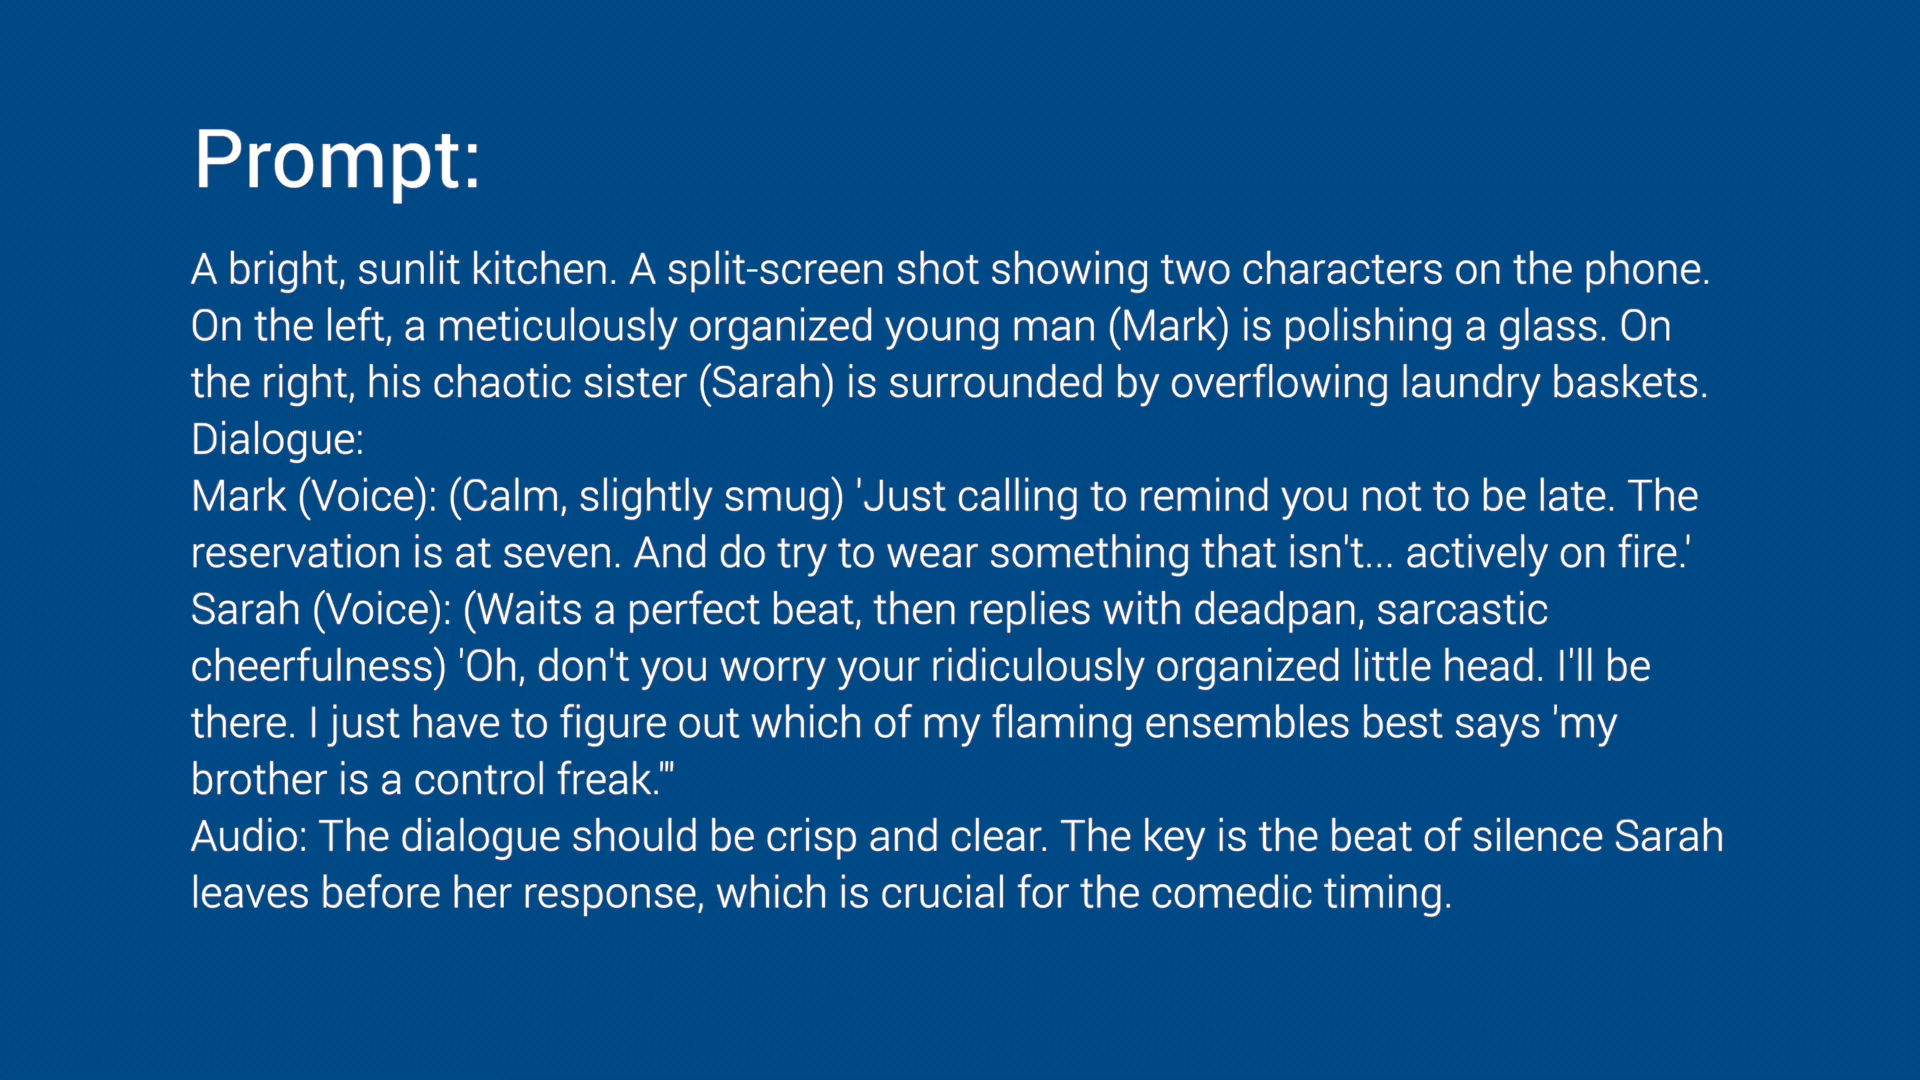 Prompt:
A bright, sunlit kitchen. A split-screen shot showing two characters on the phone.
On the left, a meticulously organized young man (Mark) is polishing a glass. On
the right, his chaotic sister (Sarah) is surrounded by overflowing laundry baskets.
Dialogue:
Mark (Voice): (Calm, slightly smug) 'Just calling to remind you not to be late. The
reservation is at seven. And do try to wear something that isn't... actively on fire.'
Sarah (Voice): (Waits a perfect beat, then replies with deadpan, sarcastic
cheerfulness) 'Oh, don't you worry your ridiculously organized little head. I'll be
there. I just have to figure out which of my flaming ensembles best says 'my
brother is a control freak.'"
Audio: The dialogue should be crisp and clear. The key is the beat of silence Sarah
leaves before her response, which is crucial for the comedic timing.